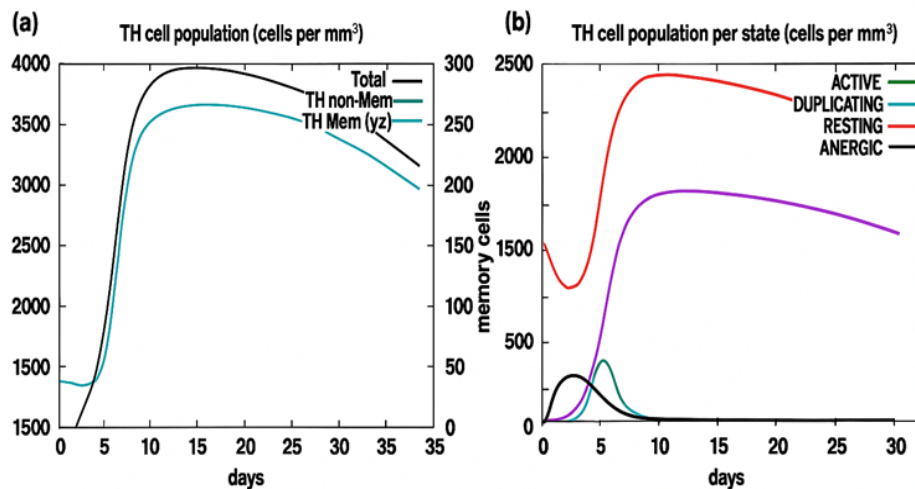 (a)
TH cell population (cells per mm³)
4000
3500
3000
4000
1500
1300
1500
300
250
200
150
100
50
0
memory cells
Total
TH non-Mem
TH Mem (yz)
0
5
10
15
20
25
30
35
35
days
(b)
TH cell population per state (cells per mm³)
2500
2500
1500
500
0
ACTIVE
DUPLICATING
RESTING
ANERGIC
0
5
10
15
20
25
30
days